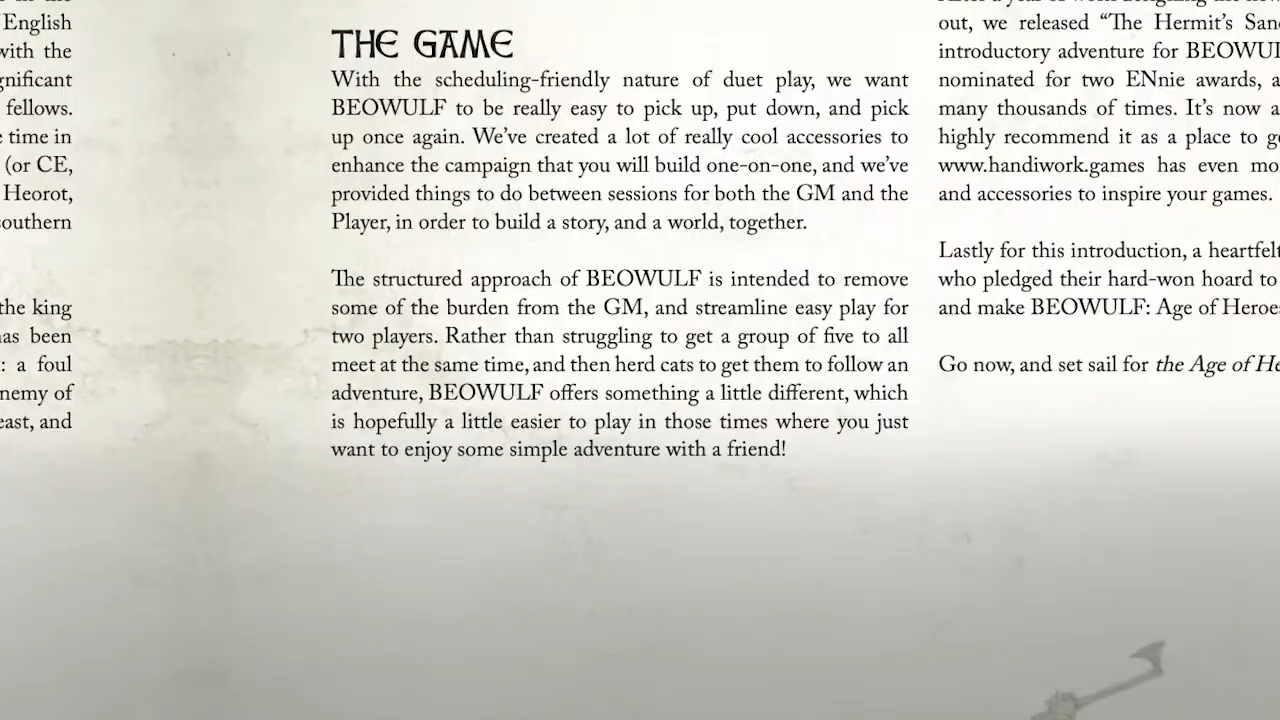 English
with the
fellows.
time in
(or CE,
Heorot,
the king
been
: a foul
enemy of
east, and
THE GAME
With the scheduling-friendly nature of duet play, we want
BEOWULF to be really easy to pick up, put down, and pick
up once again. We've created a lot of really cool accessories to
enhance the campaign that you will build one-on-one, and we've
provided things to do between sessions for both the GM and the
Player, in order to build a story, and a world, together.
The structured approach of BEOWULF is intended to remove
some of the burden from the GM, and streamline easy play for
two players. Rather than struggling to get a group of five to all
meet at the same time, and then herd cats to get them to follow an
adventure, BEOWULF offers something a little different, which
is hopefully a little easier to play in those times where you just
want to enjoy some simple adventure with a friend!
out, we released “The Hermit's
introductory adventure for
nominated for two ENnie awards,
many thousands of times. It's now
highly recommend it as a place to
www.handiwork.games has even
and accessories to inspire your games.
Lastly for this introduction, a heartfelt
who pledged their hard-won hoard to
and make BEOWULF: Age of
Go now, and set sail for the Age of